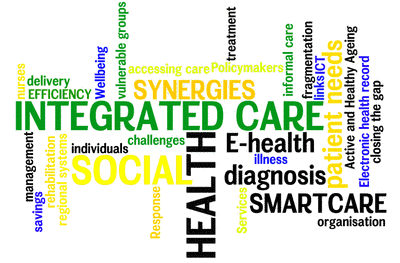 nurses
delivery
EFFICIENCY
Wellbeing
vulnerable groups
accessing care
Policymakers
treatment
SYNERGIES
informal care
fragmentation
linksICT
patient needs
Active and Healthy Ageing
Electronic health record
closing the gap
INTEGRATED CARE
management
savings
rehabilitation
regional systems
individuals
challenges
SOCIAL
HEALTH
E-health
illness
diagnosis
Response
Services
SMARTCARE
organisation